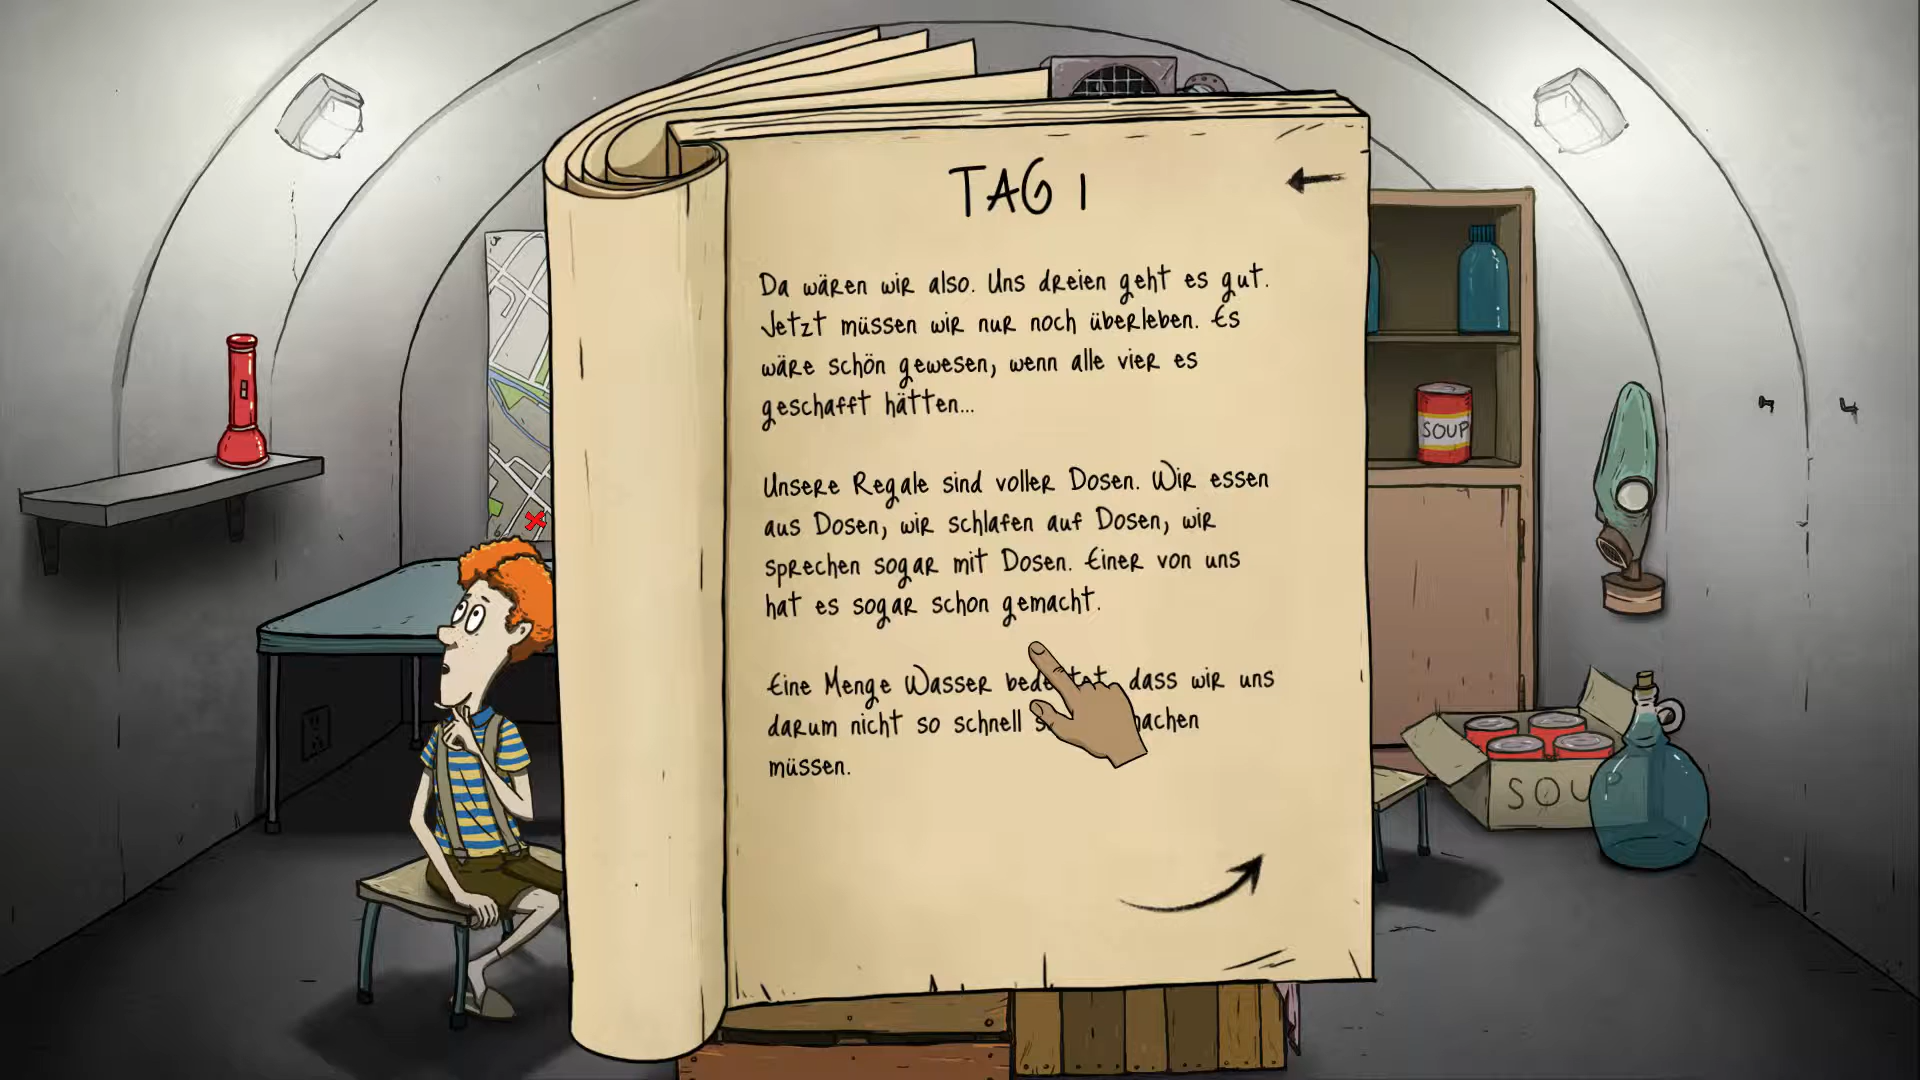 TAG 1
Da wären wir also. Uns dreien geht es gut.
Jetzt müssen wir nur noch überleben. Es
wäre schön gewesen, wenn alle vier es
geschafft hätten...
Unsere Regale sind voller Dosen. Wir essen
aus Dosen, wir schlafen auf Dosen, wir
sprechen sogar mit Dosen. Einer von uns
hat es sogar schon gemacht.
Eine Menge Wasser bedeutet, dass wir uns
darum nicht so schnell
müssen.
SOUP
SOU